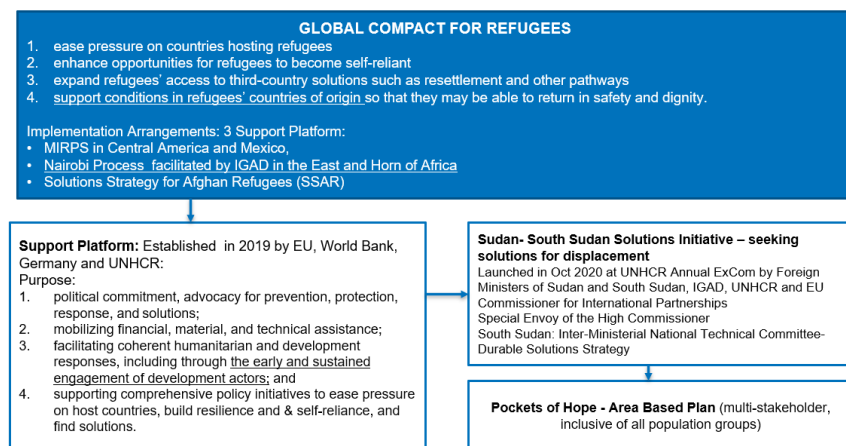 GLOBAL COMPACT FOR REFUGEES
1. ease pressure on countries hosting refugees
2. enhance opportunities for refugees to become self-reliant
3. expand refugees' access to third-country solutions such as resettlement and other pathways
4. support conditions in refugees' countries of origin so that they may be able to return in safety and dignity.
Implementation Arrangements: 3 Support Platform:
• MIRPS in Central America and Mexico,
• Nairobi Process facilitated by IGAD in the East and Horn of Africa
• Solutions Strategy for Afghan Refugees (SSAR)
Support Platform: Established in 2019 by EU, World Bank,
Germany and UNHCR:
Purpose:
1. political commitment, advocacy for prevention, protection,
response, and solutions;
2. mobilizing financial, material, and technical assistance;
3. facilitating coherent humanitarian and development
responses, including through the early and sustained
engagement of development actors; and
4. supporting comprehensive policy initiatives to ease pressure
on host countries, build resilience and & self-reliance, and
find solutions.
Sudan- South Sudan Solutions Initiative – seeking
solutions for displacement
Launched in Oct 2020 at UNHCR Annual ExCom by Foreign
Ministers of Sudan and South Sudan, IGAD, UNHCR and EU
Commissioner for International Partnerships
Special Envoy of the High Commissioner
South Sudan: Inter-Ministerial National Technical Committee-
Durable Solutions Strategy
Pockets of Hope - Area Based Plan (multi-stakeholder,
inclusive of all population groups)